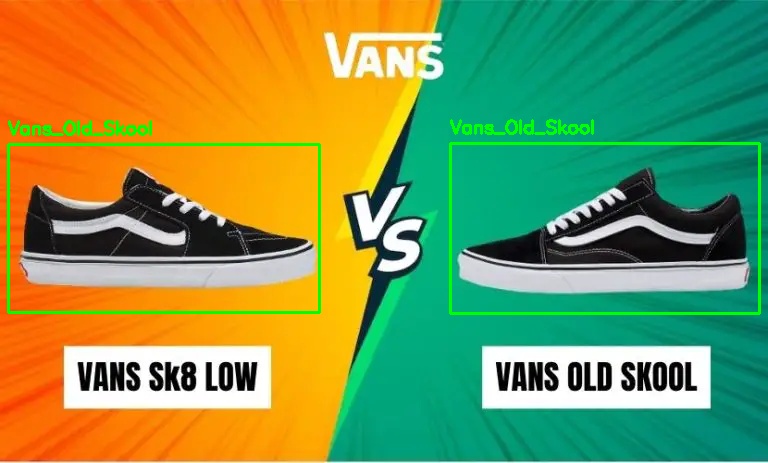 VANS
Vans_Old_Skool
Vans_Old_Skool
VS
VANS Sk8 LOW
VANS OLD SKOOL